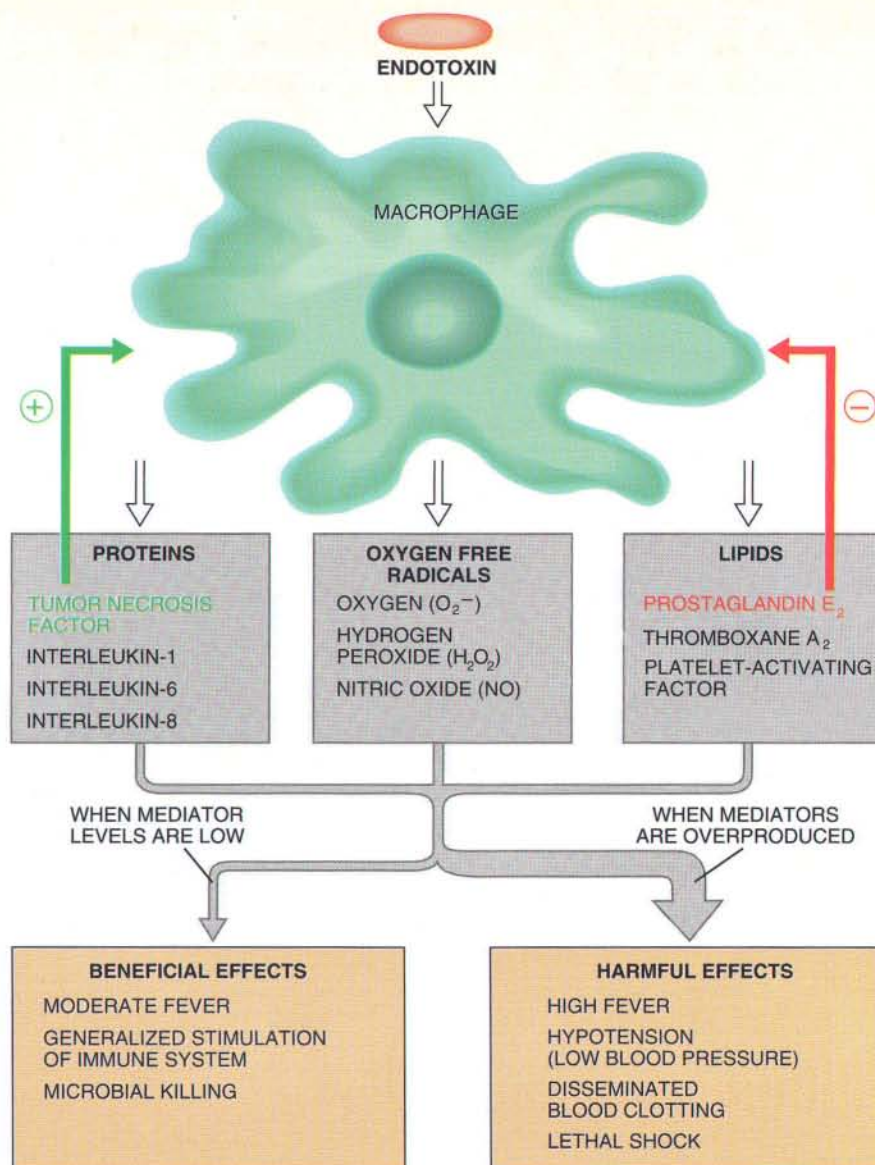 ENDOTOXIN
MACROPHAGE
+
−
PROTEINS
TUMOR NECROSIS
FACTOR
INTERLEUKIN-1
INTERLEUKIN-6
INTERLEUKIN-8
OXYGEN FREE
RADICALS
OXYGEN (O₂⁻)
HYDROGEN
PEROXIDE (H₂O₂)
NITRIC OXIDE (NO)
LIPIDS
PROSTAGLANDIN E₂
THROMBOXANE A₂
PLATELET-ACTIVATING
FACTOR
WHEN MEDIATOR
LEVELS ARE LOW
WHEN MEDIATORS
ARE OVERPRODUCED
BENEFICIAL EFFECTS
MODERATE FEVER
GENERALIZED STIMULATION
OF IMMUNE SYSTEM
MICROBIAL KILLING
HARMFUL EFFECTS
HIGH FEVER
HYPOTENSION
(LOW BLOOD PRESSURE)
DISSEMINATED
BLOOD CLOTTING
LETHAL SHOCK